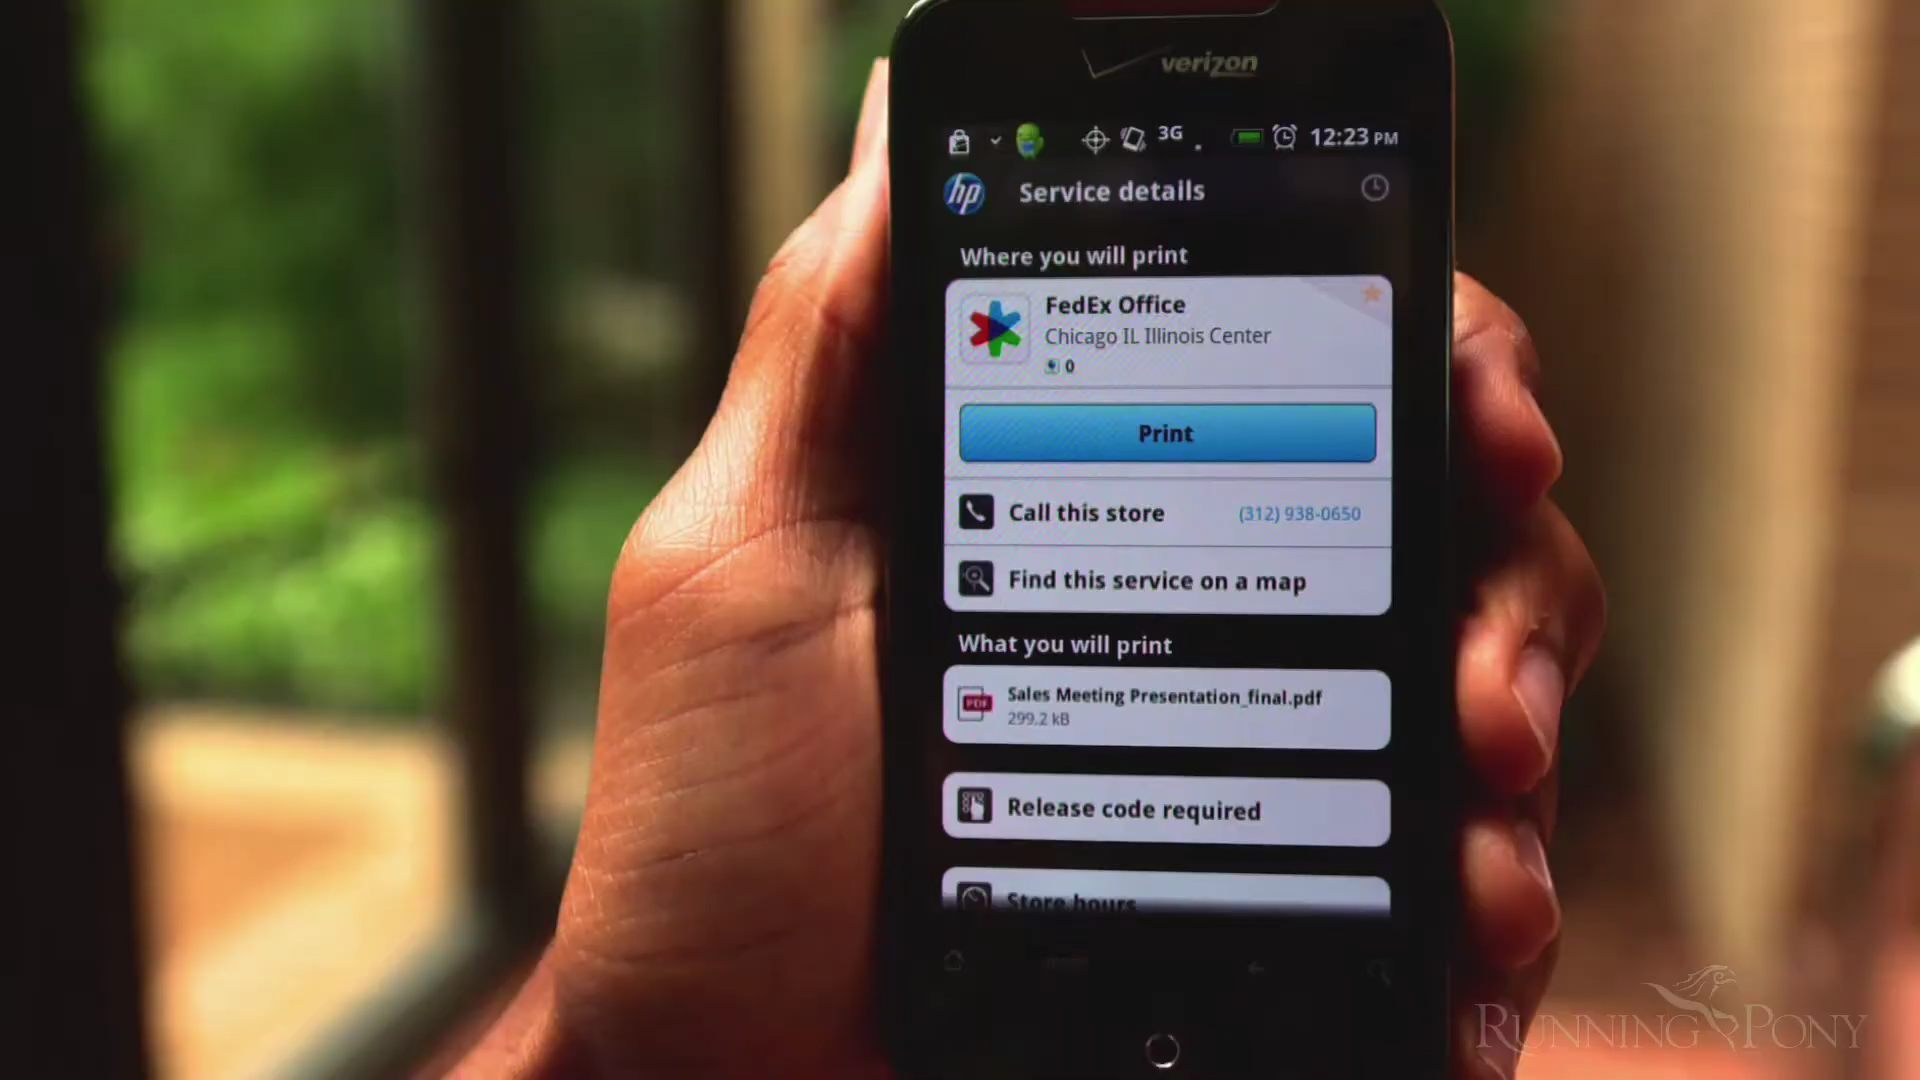 verizon
3G 12:23 PM
hp Service details
Where you will print
FedEx Office
Chicago IL Illinois Center
0
Print
Call this store (312) 938-0650
Find this service on a map
What you will print
PDF Sales Meeting Presentation_final.pdf
299.2 kB
Release code required
Store hours
RUNNING PONY